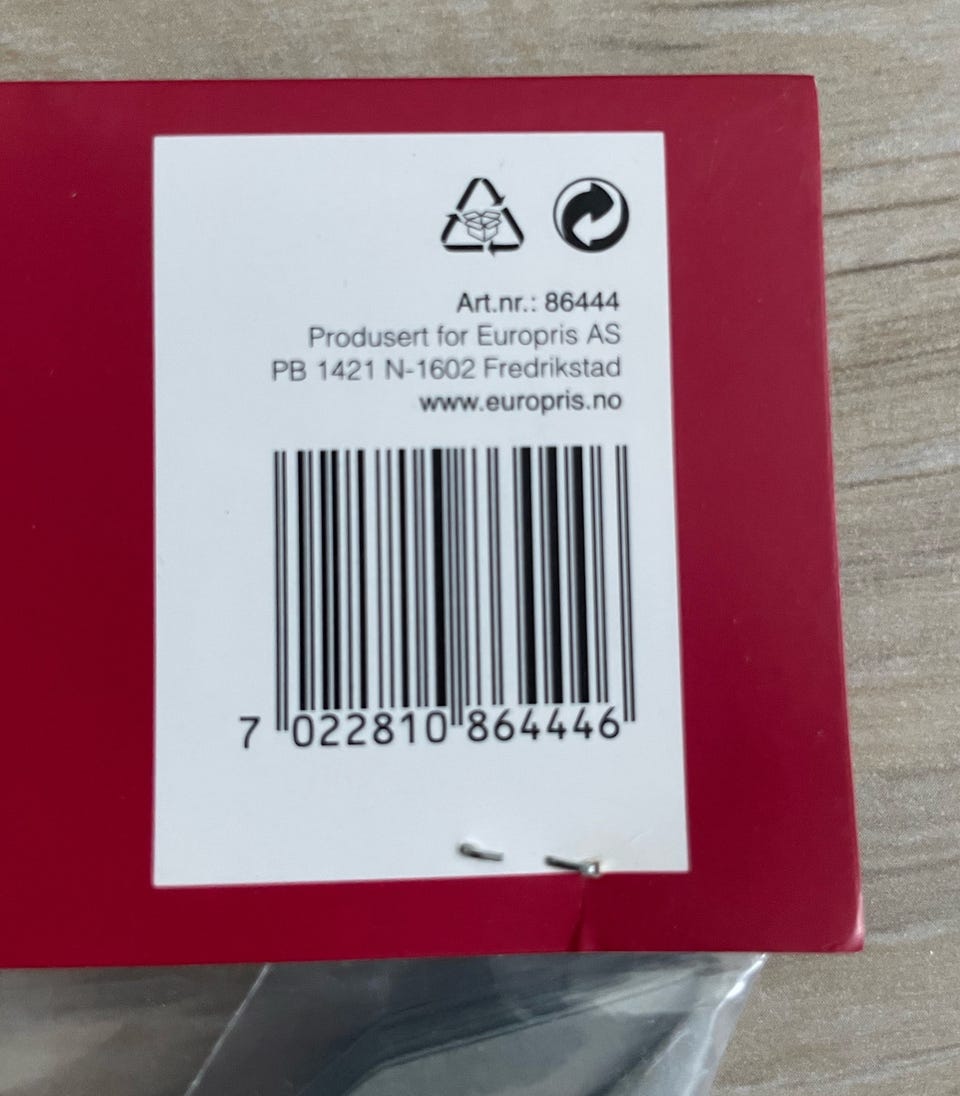 Art.nr.: 86444
Produsert for Europris AS
PB 1421 N-1602 Fredrikstad
www.europris.no
7 022810 864446